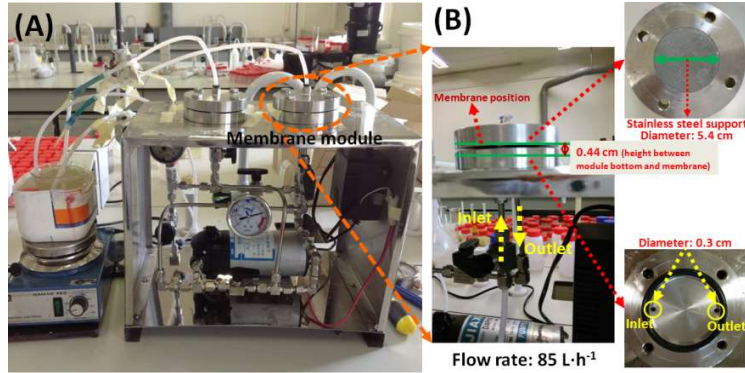 (A)
Membrane module
(B)
Membrane position
Stainless steel support
Diameter: 5.4 cm
0.44 cm (height between
module bottom and membrane)
Inlet
Outlet
Diameter: 0.3 cm
Inlet
Outlet
Flow rate: 85 L·h⁻¹